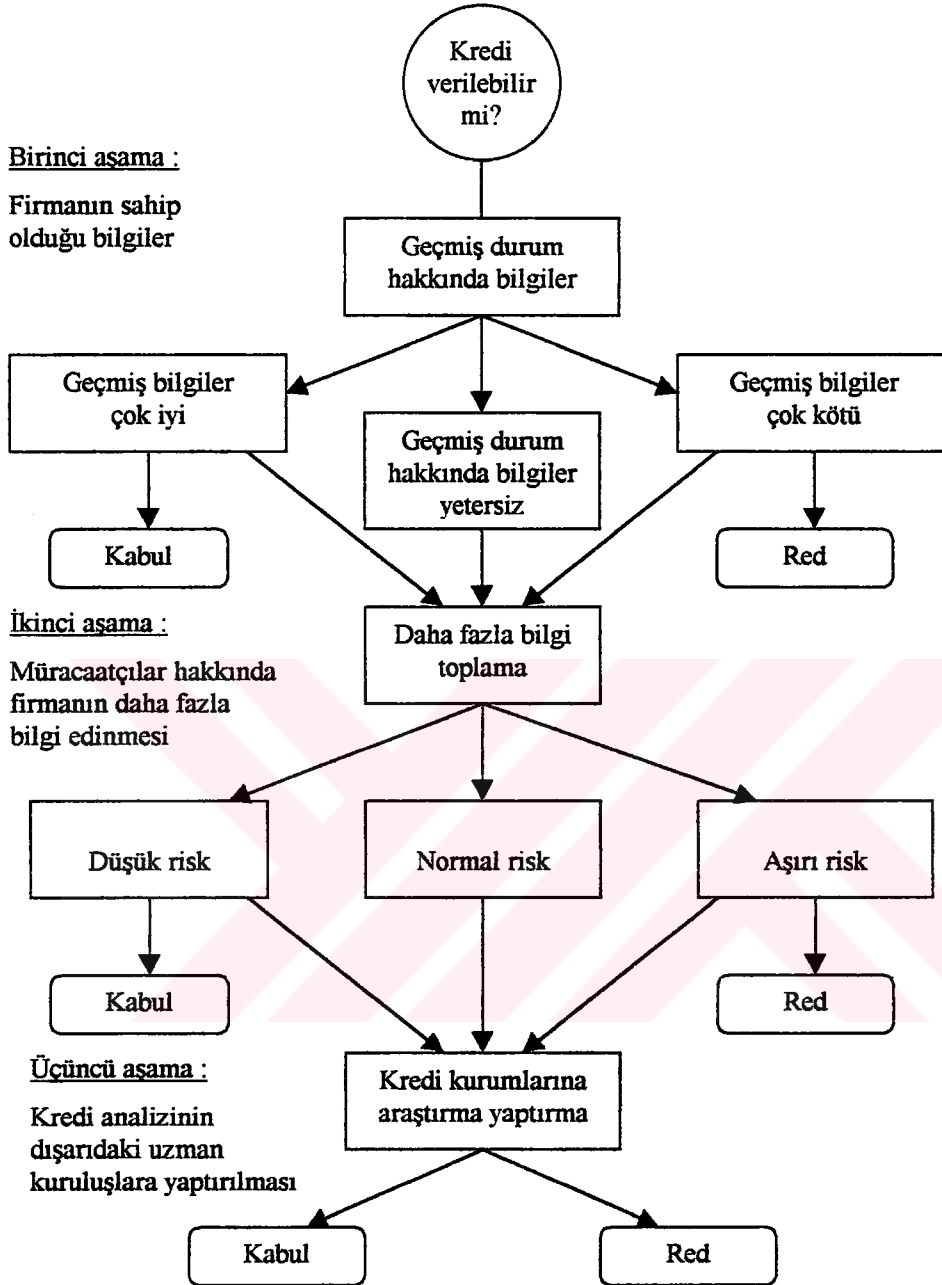 Kredi
verilebilir
mi?
Birinci aşama :
Firmanın sahip
olduğu bilgiler
Geçmiş durum
hakkında bilgiler
Geçmiş bilgiler
çok iyi
Geçmiş durum
hakkında bilgiler
yetersiz
Geçmiş bilgiler
çok kötü
Kabul
Red
İkinci aşama :
Müracaatçılar hakkında
firmanın daha fazla
bilgi edinmesi
Daha fazla bilgi
toplama
Düşük risk
Normal risk
Aşırı risk
Kabul
Red
Üçüncü aşama :
Kredi analizinin
dışarıdaki uzman
kuruluşlara yaptırılması
Kredi kurumlarına
araştırma yaptırma
Kabul
Red